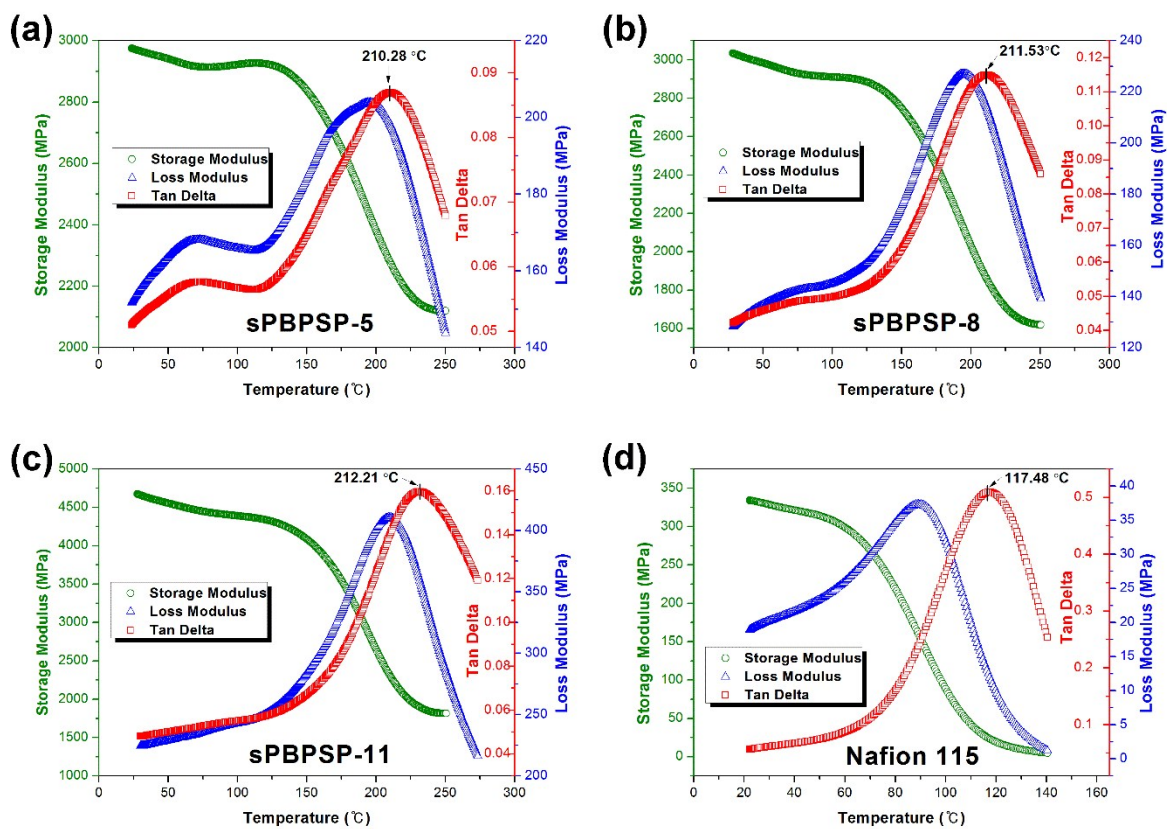 (a)
210.28 °C
Storage Modulus (MPa)
3000
2800
2600
2400
2200
2000
Storage Modulus
Loss Modulus
Tan Delta
sPBPSP-5
0 50 100 150 200 250 300
Temperature (℃)
0.09
0.08
0.07
0.06
0.05
Tan Delta
220
200
180
160
140
Loss Modulus (MPa)
(b)
211.53°C
Storage Modulus (MPa)
3000
2800
2600
2400
2200
2000
1800
1600
Storage Modulus
Loss Modulus
Tan Delta
sPBPSP-8
0 50 100 150 200 250 300
Temperature (℃)
0.12
0.11
0.10
0.09
0.08
0.07
0.06
0.05
0.04
Tan Delta
240
220
200
180
160
140
120
Loss Modulus (MPa)
(c)
212.21 °C
Storage Modulus (MPa)
5000
4500
4000
3500
3000
2500
2000
1500
1000
Storage Modulus
Loss Modulus
Tan Delta
sPBPSP-11
0 50 100 150 200 250 300
Temperature (℃)
0.16
0.14
0.12
0.10
0.08
0.06
0.04
Tan Delta
450
400
350
300
250
200
Loss Modulus (MPa)
(d)
117.48 °C
Storage Modulus (MPa)
350
300
250
200
150
100
50
0
Storage Modulus
Loss Modulus
Tan Delta
Nafion 115
0 20 40 60 80 100 120 140 160
Temperature (℃)
0.5
0.4
0.3
0.2
0.1
Tan Delta
40
35
30
25
20
15
10
5
0
Loss Modulus (MPa)